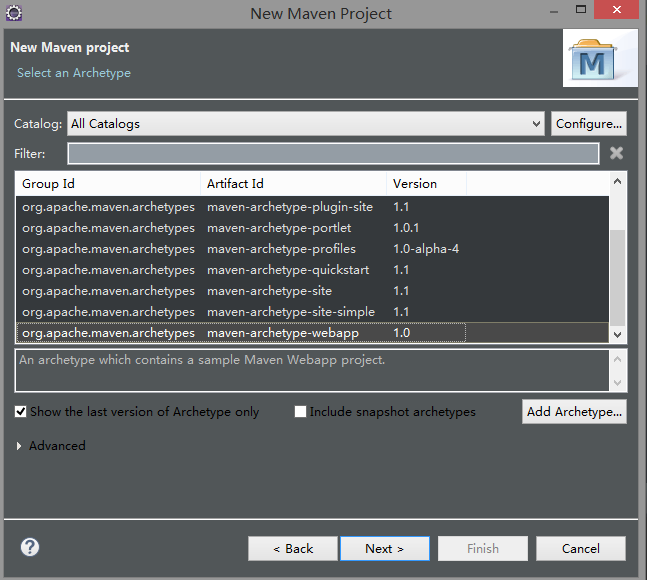 New Maven Project
New Maven project
Select an Archetype
M
Catalog: All Catalogs Configure...
Filter:
Group Id Artifact Id Version
org.apache.maven.archetypes maven-archetype-plugin-site 1.1
org.apache.maven.archetypes maven-archetype-portlet 1.0.1
org.apache.maven.archetypes maven-archetype-profiles 1.0-alpha-4
org.apache.maven.archetypes maven-archetype-quickstart 1.1
org.apache.maven.archetypes maven-archetype-site 1.1
org.apache.maven.archetypes maven-archetype-site-simple 1.1
org.apache.maven.archetypes maven-archetype-webapp 1.0
An archetype which contains a sample Maven Webapp project.
Show the last version of Archetype only Include snapshot archetypes Add Archetype...
Advanced
? < Back Next > Finish Cancel